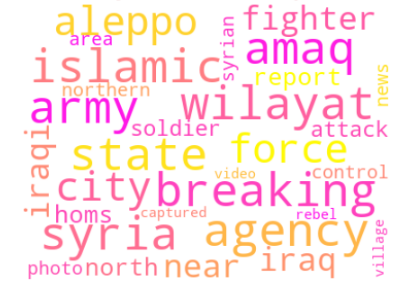 aleppo
fighter
area
syrian
amaq
islamic
report
news
northern
army
wilayat
soldier
attack
iraqi
state
force
control
city
breaking
video
homs
captured
rebel
village
syria
agency
photo
north
near
iraq